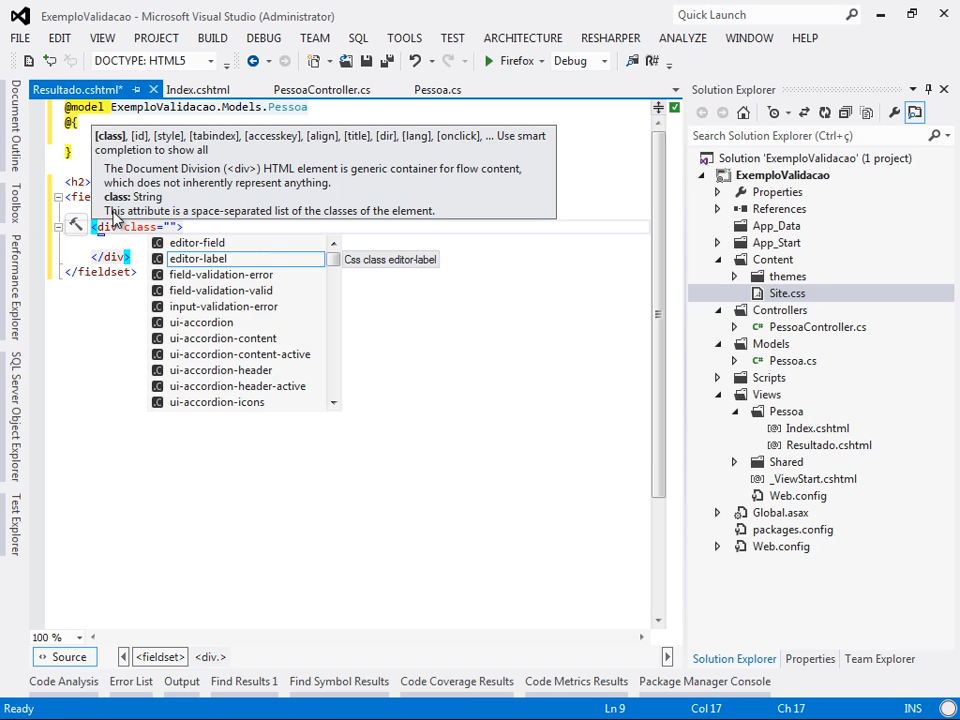 ExemploValidacao - Microsoft Visual Studio (Administrator)
Quick Launch
FILE EDIT VIEW PROJECT BUILD DEBUG TEAM SQL TOOLS TEST ARCHITECTURE RESHARPER ANALYZE WINDOW HELP
DOCTYPE: HTML5 Firefox Debug R#
Resultado.cshtml* Index.cshtml PessoaController.cs Pessoa.cs
Solution Explorer
Search Solution Explorer (Ctrl+ç)
@model ExemploValidacao.Models.Pessoa
@{
[class], [id], [style], [tabindex], [accesskey], [align], [title], [dir], [lang], [onclick], ... Use smart
completion to show all
}
The Document Division (<div>) HTML element is generic container for flow content,
which does not inherently represent anything.
<h2>
class: String
<fie
This attribute is a space-separated list of the classes of the element.
<div class="">
editor-field
editor-label
Css class editor-label
field-validation-error
field-validation-valid
input-validation-error
ui-accordion
ui-accordion-content
ui-accordion-content-active
ui-accordion-header
ui-accordion-header-active
ui-accordion-icons
</div>
</fieldset>
Solution 'ExemploValidacao' (1 project)
ExemploValidacao
Properties
References
App_Data
App_Start
Content
themes
Site.css
Controllers
PessoaController.cs
Models
Pessoa.cs
Scripts
Views
Pessoa
Index.cshtml
Resultado.cshtml
Shared
_ViewStart.cshtml
Web.config
Global.asax
packages.config
Web.config
Document Outline
Toolbox
Performance Explorer
SQL Server Object Explorer
Test Explorer
100 %
Source <fieldset> <div.>
Solution Explorer Properties Team Explorer
Code Analysis Error List Output Find Results 1 Find Symbol Results Code Coverage Results Code Metrics Results Package Manager Console
Ready Ln 9 Col 17 Ch 17 INS